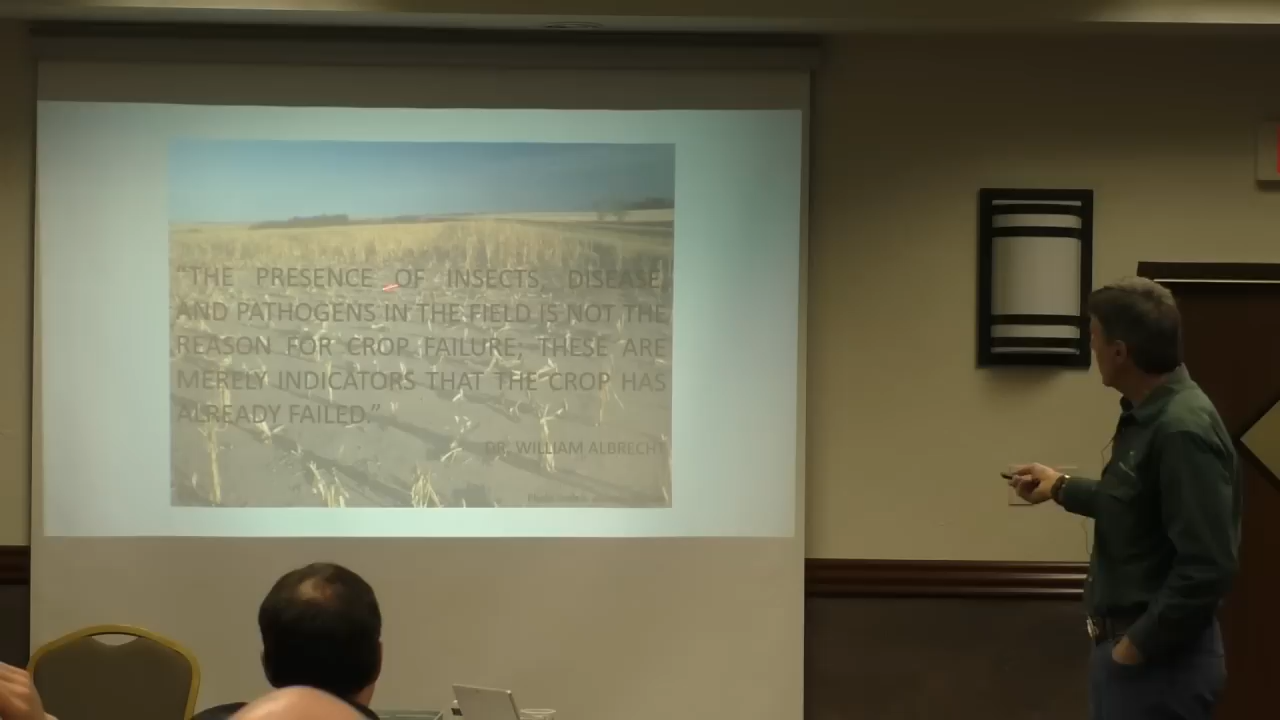 “THE PRESENCE OF INSECTS, DISEASE,
AND PATHOGENS IN THE FIELD IS NOT THE
REASON FOR CROP FAILURE; THESE ARE
MERELY INDICATORS THAT THE CROP HAS
ALREADY FAILED.”
DR. WILLIAM ALBRECHT